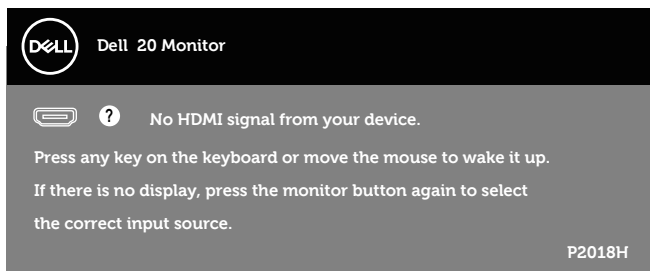 DELL
Dell 20 Monitor
? No HDMI signal from your device.
Press any key on the keyboard or move the mouse to wake it up.
If there is no display, press the monitor button again to select
the correct input source.
P2018H